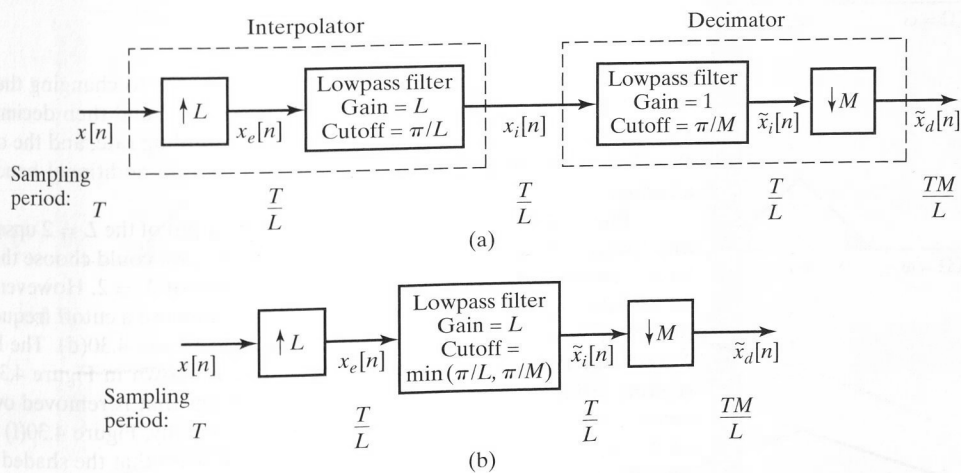 Interpolator
Decimator
↑ L
Lowpass filter
Gain = L
Cutoff = π/L
Lowpass filter
Gain = 1
Cutoff = π/M
↓ M
x[n]
x_e[n]
x_i[n]
x̃_i[n]
x̃_d[n]
Sampling
period:
T
T/L
T/L
T/L
TM/L
(a)
↑ L
Lowpass filter
Gain = L
Cutoff =
min (π/L, π/M)
↓ M
x[n]
x_e[n]
x̃_i[n]
x̃_d[n]
Sampling
period:
T
T/L
T/L
TM/L
(b)